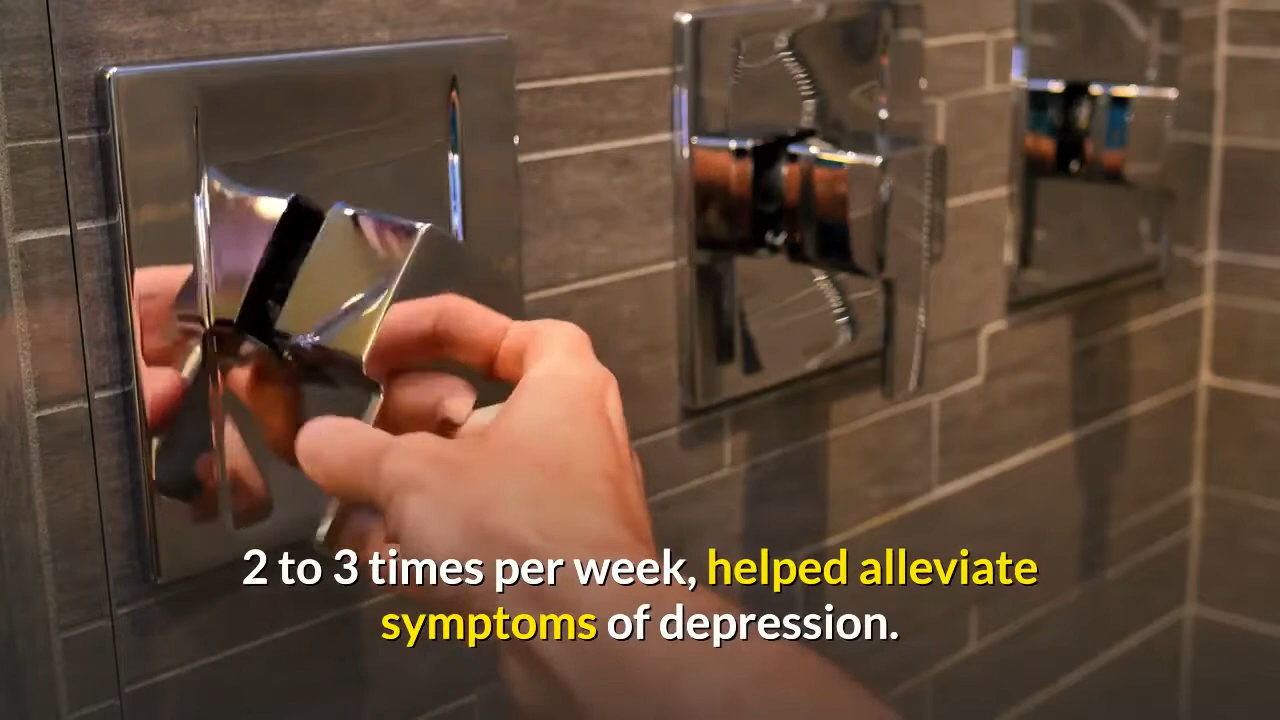 2 to 3 times per week, helped alleviate
symptoms of depression.